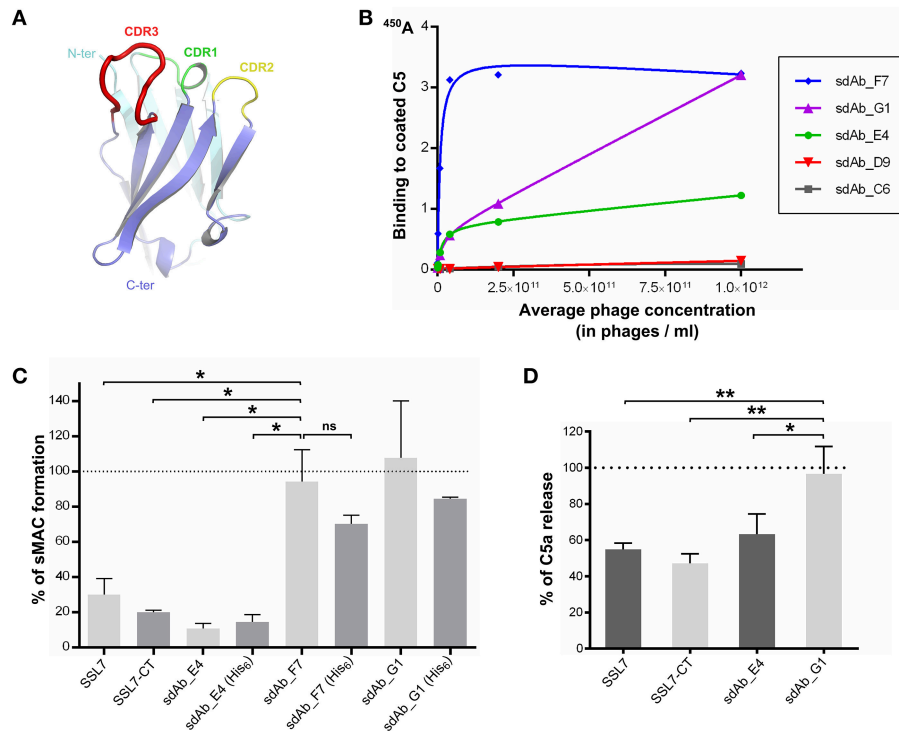 A
CDR3
N-ter
CDR1
CDR2
C-ter
B
450A
Binding to coated C5
4
3
2
1
0
0
2.5×10¹¹
5.0×10¹¹
7.5×10¹¹
1.0×10¹²
Average phage concentration
(in phages / ml)
sdAb_F7
sdAb_G1
sdAb_E4
sdAb_D9
sdAb_C6
C
*
*
*
*
ns
% of sMAC formation
140
120
100
80
60
40
20
0
SSL7
SSL7-CT
sdAb_E4
sdAb_E4 (His₆)
sdAb_F7
sdAb_F7 (His₆)
sdAb_G1
sdAb_G1 (His₆)
D
**
**
*
% of C5a release
120
100
80
60
40
20
0
SSL7
SSL7-CT
sdAb_E4
sdAb_G1